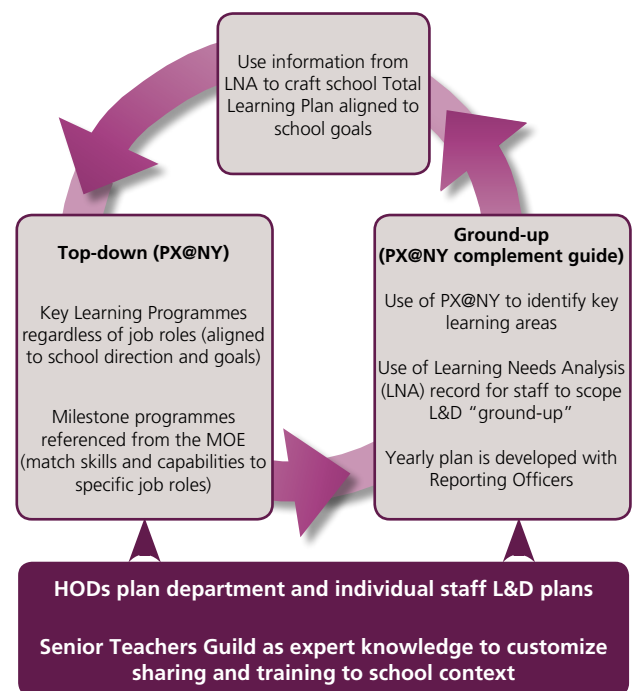 Use information from
LNA to craft school Total
Learning Plan aligned to
school goals
Top-down (PX@NY)
Key Learning Programmes
regardless of job roles (aligned
to school direction and goals)
Milestone programmes
referenced from the MOE
(match skills and capabilities to
specific job roles)
Ground-up
(PX@NY complement guide)
Use of PX@NY to identify key
learning areas
Use of Learning Needs Analysis
(LNA) record for staff to scope
L&D “ground-up”
Yearly plan is developed with
Reporting Officers
HODs plan department and individual staff L&D plans
Senior Teachers Guild as expert knowledge to customize
sharing and training to school context